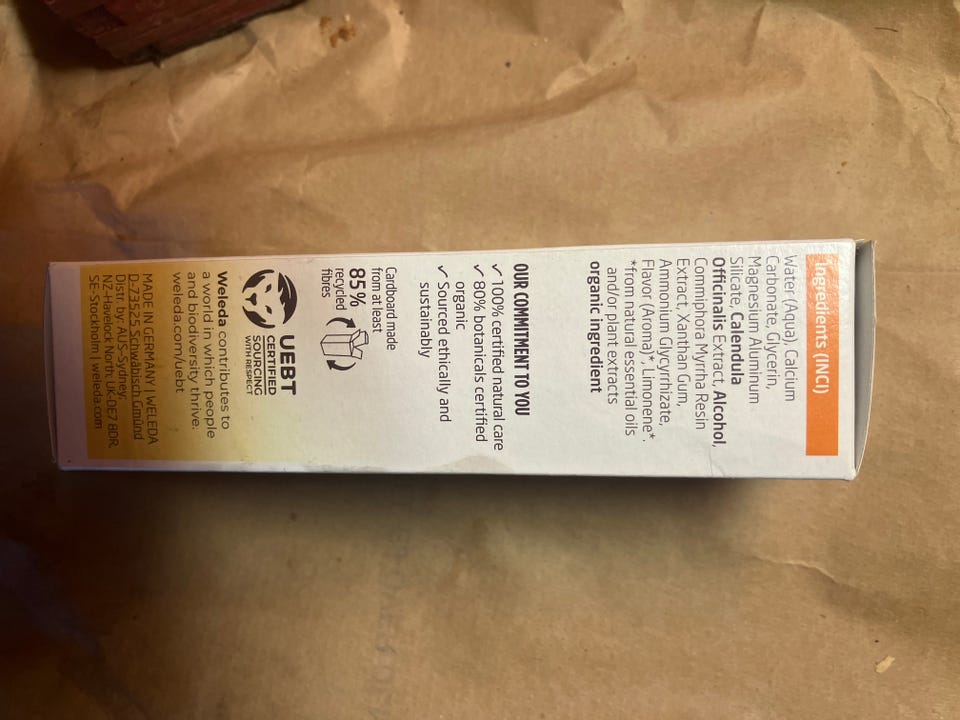 Ingredients (INCI)
Water (Aqua), Calcium
Carbonate, Glycerin,
Magnesium Aluminum
Silicate, Calendula
Officinalis Extract, Alcohol,
Commiphora Myrrha Resin
Extract, Xanthan Gum,
Ammonium Glycyrrhizate,
Flavor (Aroma)*, Limonene*.
*from natural essential oils
and/or plant extracts
organic ingredient
OUR COMMITMENT TO YOU
✓ 100% certified natural care
✓ 80% botanicals certified
organic
✓ Sourced ethically and
sustainably
Cardboard made
from at least
85%
recycled
fibres
UEBT
CERTIFIED
SOURCING
WITH RESPECT
Weleda contributes to
a world in which people
and biodiversity thrive.
weleda.com/uebt
MADE IN GERMANY | WELEDA
D-73525 Schwäbisch Gmünd
Distr. by: AUS-Sydney,
NZ-Havelock North, UK-DE7 8DR,
SE-Stockholm | weleda.com